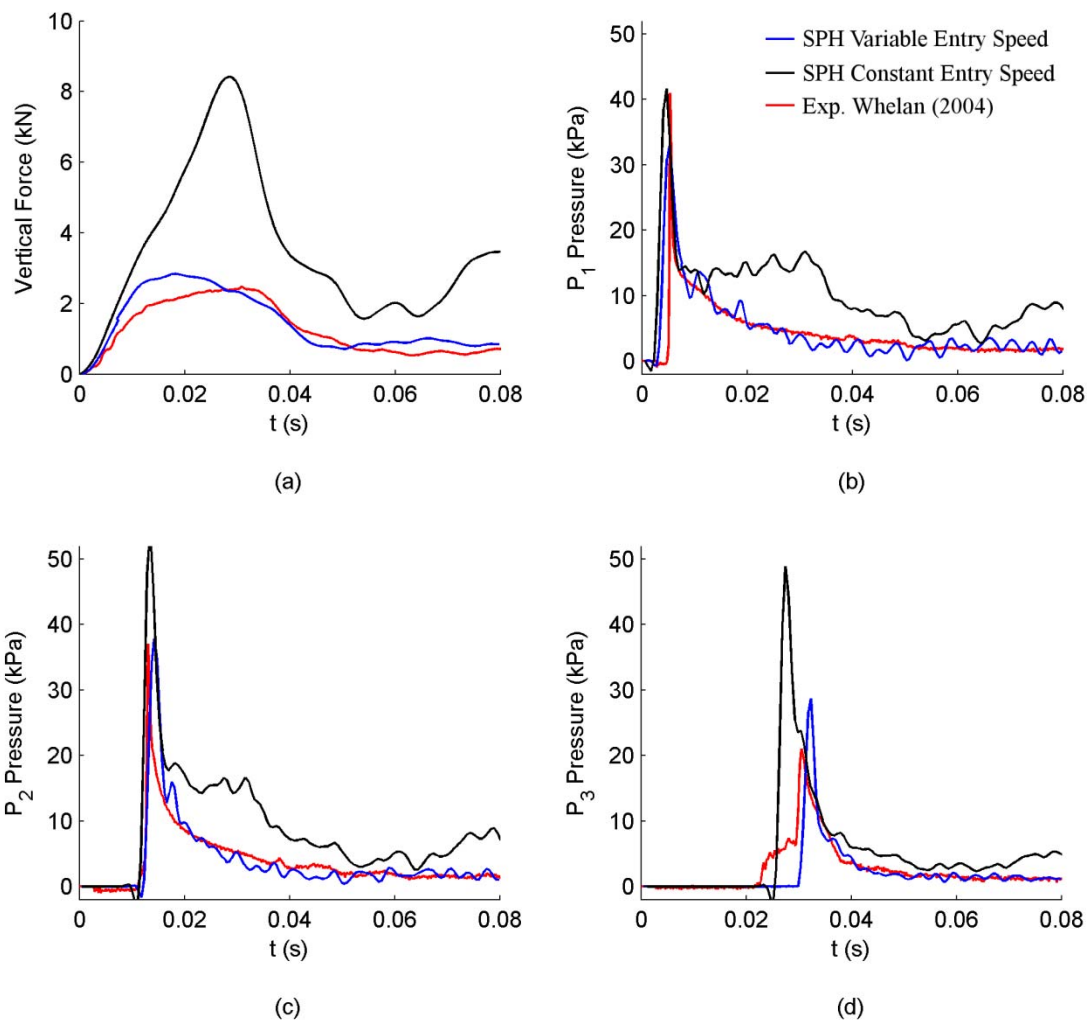 Vertical Force (kN)
10
8
6
4
2
0
0 0.02 0.04 0.06 0.08
t (s)
(a)
P1 Pressure (kPa)
50
40
30
20
10
0
SPH Variable Entry Speed
SPH Constant Entry Speed
Exp. Whelan (2004)
0 0.02 0.04 0.06 0.08
t (s)
(b)
P2 Pressure (kPa)
50
40
30
20
10
0
0 0.02 0.04 0.06 0.08
t (s)
(c)
P3 Pressure (kPa)
50
40
30
20
10
0
0 0.02 0.04 0.06 0.08
t (s)
(d)